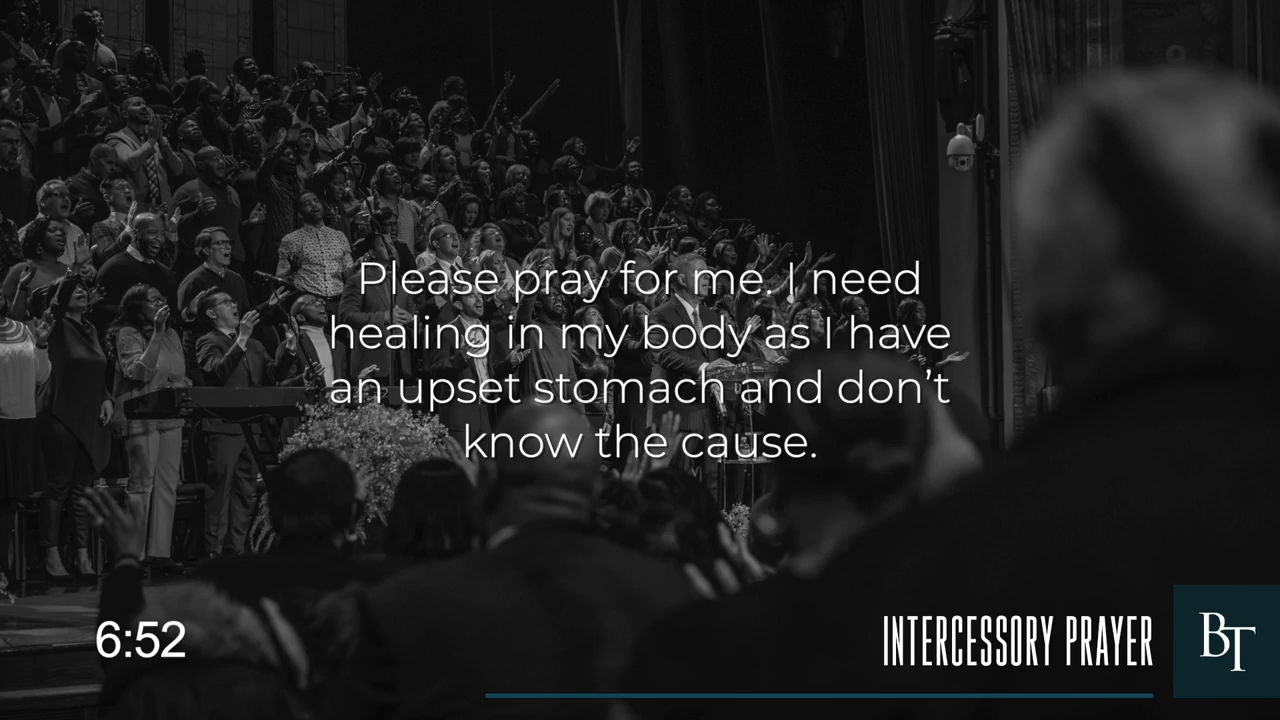 Please pray for me. I need
healing in my body as I have
an upset stomach and don’t
know the cause.
6:52
INTERCESSORY PRAYER
BT